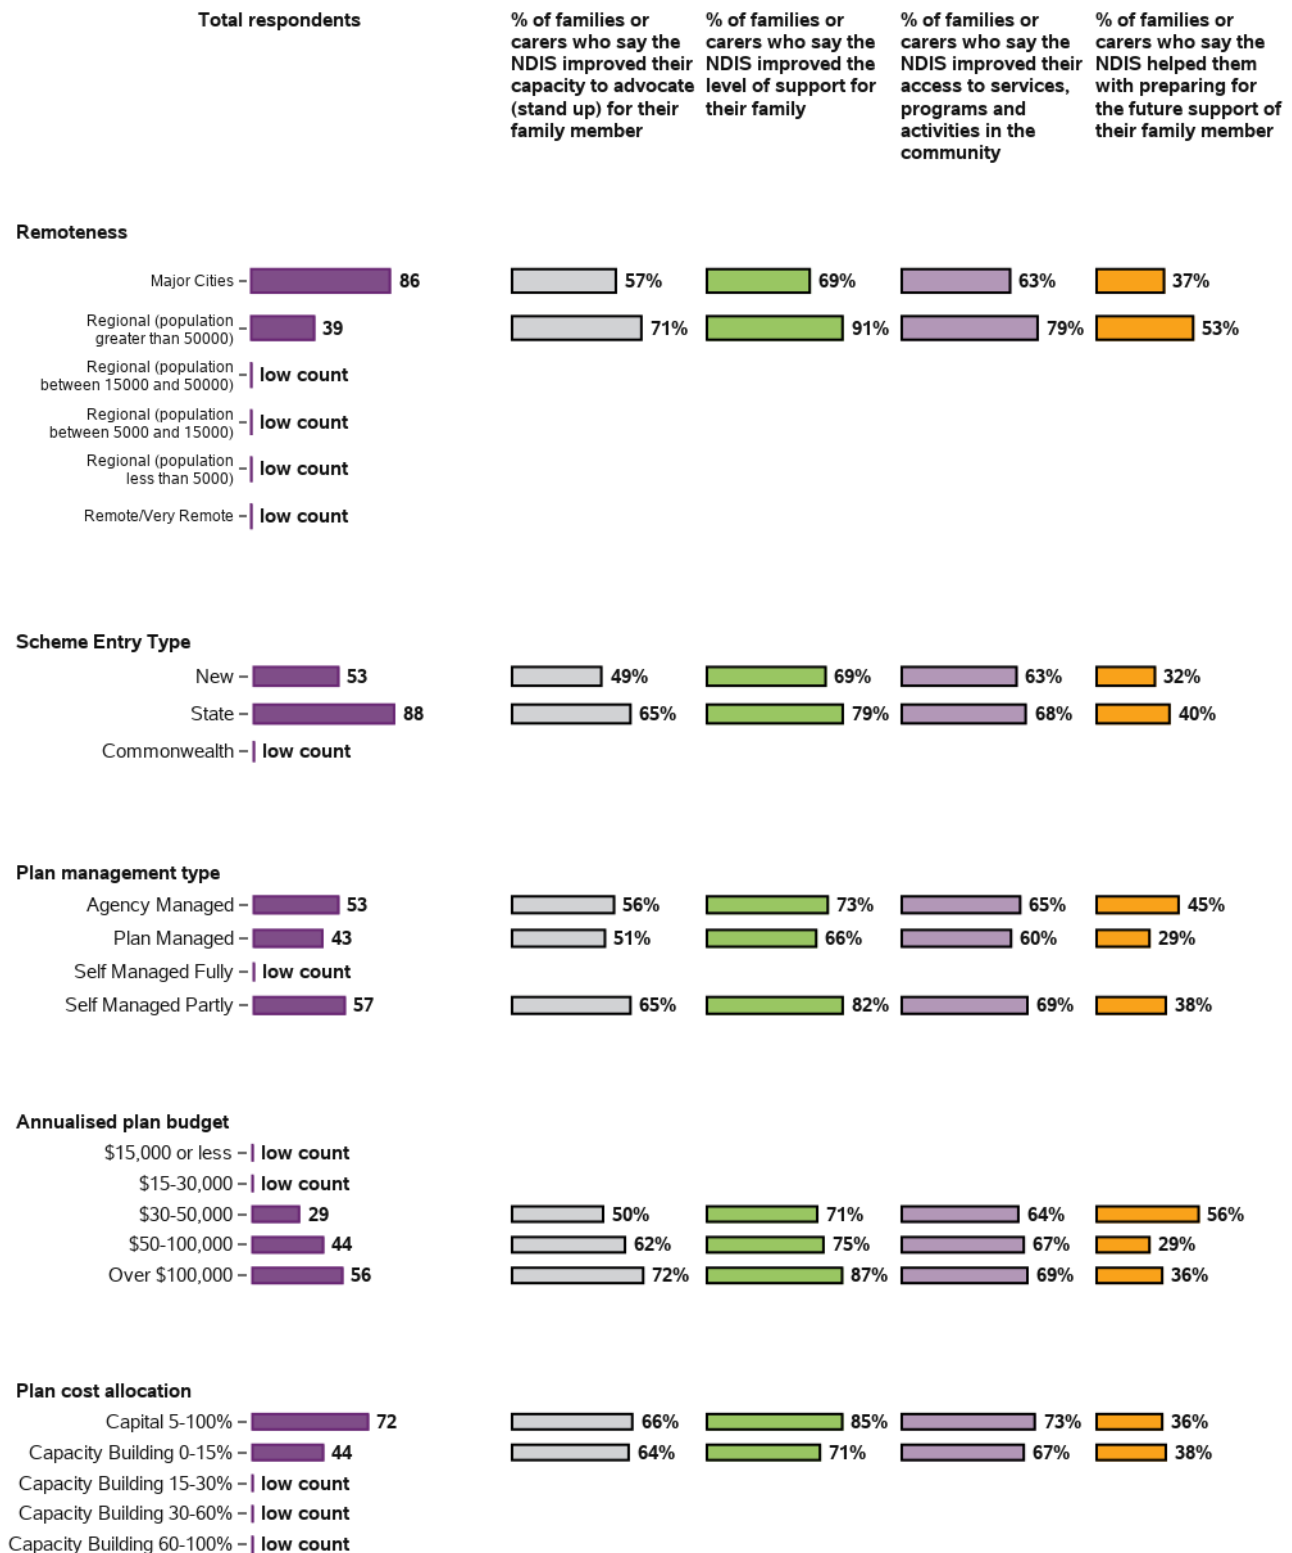 Total respondents
% of families or
carers who say the
NDIS improved their
capacity to advocate
(stand up) for their
family member
% of families or
carers who say the
NDIS improved the
level of support for
their family
% of families or
carers who say the
NDIS improved their
access to services,
programs and
activities in the
community
% of families or
carers who say the
NDIS helped them
with preparing for
the future support of
their family member
Remoteness
Major Cities 86 57% 69% 63% 37%
Regional (population
greater than 50000) 39 71% 91% 79% 53%
Regional (population
between 15000 and 50000) low count
Regional (population
between 5000 and 15000) low count
Regional (population
less than 5000) low count
Remote/Very Remote low count
Scheme Entry Type
New 53 49% 69% 63% 32%
State 88 65% 79% 68% 40%
Commonwealth low count
Plan management type
Agency Managed 53 56% 73% 65% 45%
Plan Managed 43 51% 66% 60% 29%
Self Managed Fully low count
Self Managed Partly 57 65% 82% 69% 38%
Annualised plan budget
$15,000 or less low count
$15-30,000 low count
$30-50,000 29 50% 71% 64% 56%
$50-100,000 44 62% 75% 67% 29%
Over $100,000 56 72% 87% 69% 36%
Plan cost allocation
Capital 5-100% 72 66% 85% 73% 36%
Capacity Building 0-15% 44 64% 71% 67% 38%
Capacity Building 15-30% low count
Capacity Building 30-60% low count
Capacity Building 60-100% low count